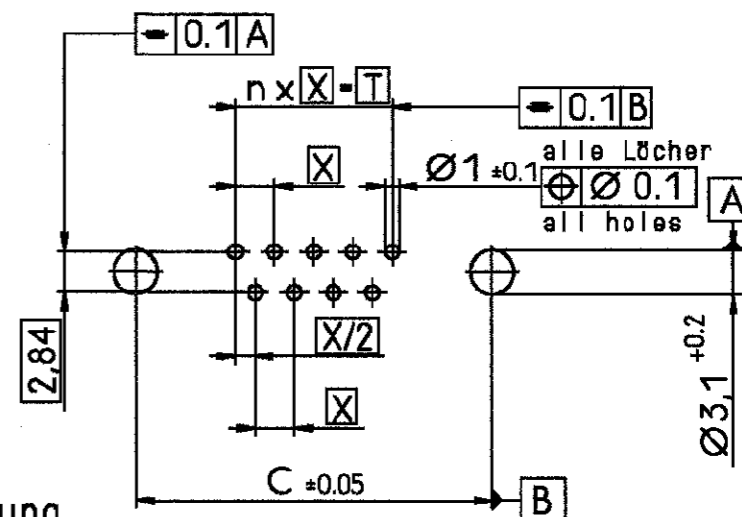 0.1 A
n x X = T
0.1 B
X
Ø1 ±0.1
alle Löcher
Ø 0.1
all holes
A
2,84
X/2
X
Ø3,1 +0.2
C ±0.05
B